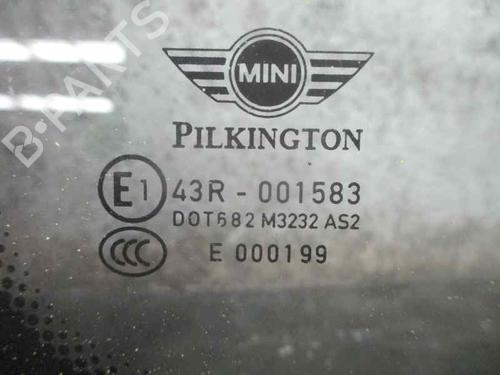 B-PARTS
MINI
PILKINGTON
E1 43R - 001583
DOT682 M3232 AS2
CCC E 000199